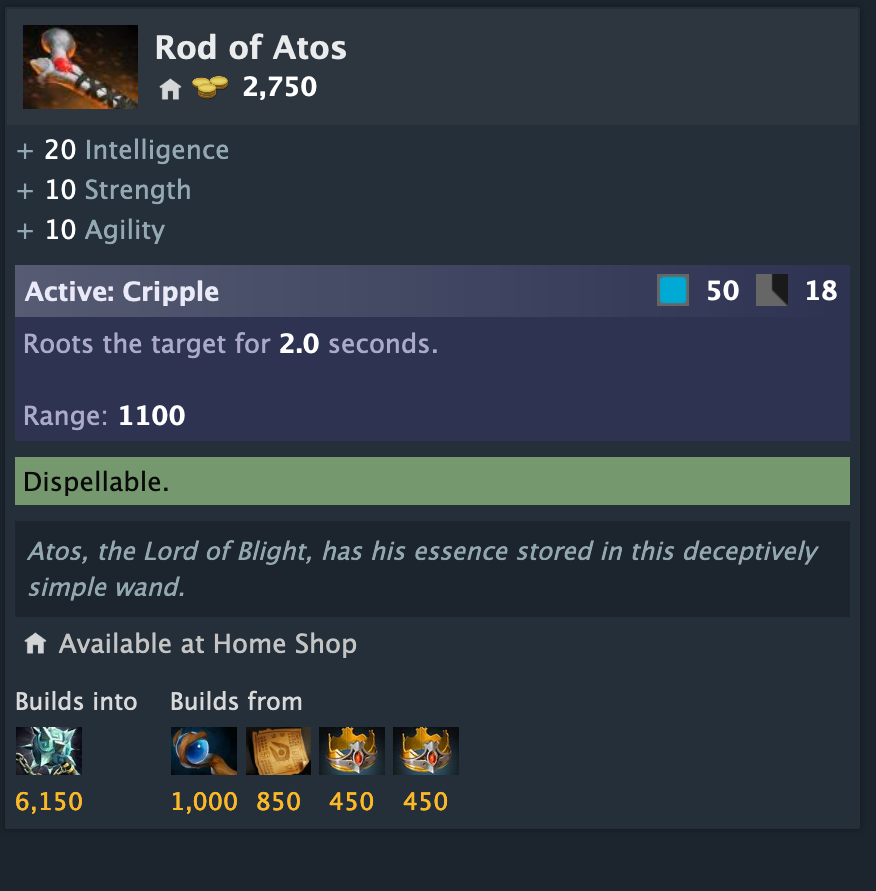 Rod of Atos
2,750
+ 20 Intelligence
+ 10 Strength
+ 10 Agility
Active: Cripple 50 18
Roots the target for 2.0 seconds.
Range: 1100
Dispellable.
Atos, the Lord of Blight, has his essence stored in this deceptively
simple wand.
Available at Home Shop
Builds into Builds from
6,150 1,000 850 450 450